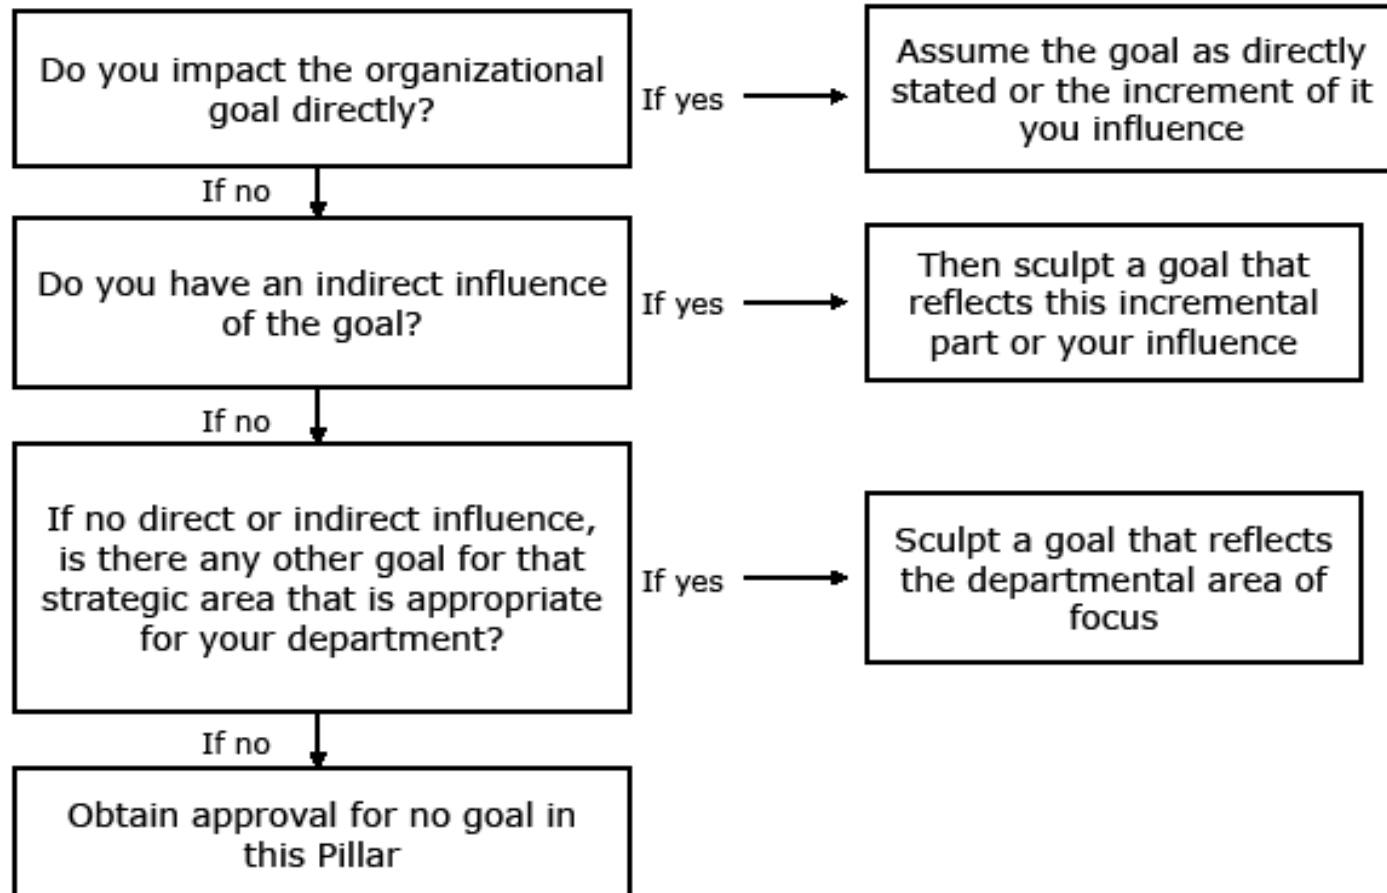 Do you impact the organizational
goal directly?
If yes
Assume the goal as directly
stated or the increment of it
you influence
If no
Do you have an indirect influence
of the goal?
If yes
Then sculpt a goal that
reflects this incremental
part or your influence
If no
If no direct or indirect influence,
is there any other goal for that
strategic area that is appropriate
for your department?
If yes
Sculpt a goal that reflects
the departmental area of
focus
If no
Obtain approval for no goal in
this Pillar